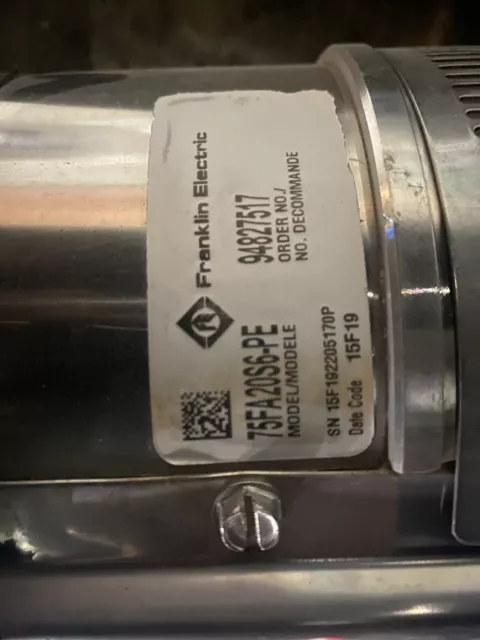 Franklin Electric
75FA20S6-PE
MODEL/MODELE
94827517
ORDER NO./
NO. DECOMMANDE
SN 15F192205170P
Date Code 15F19